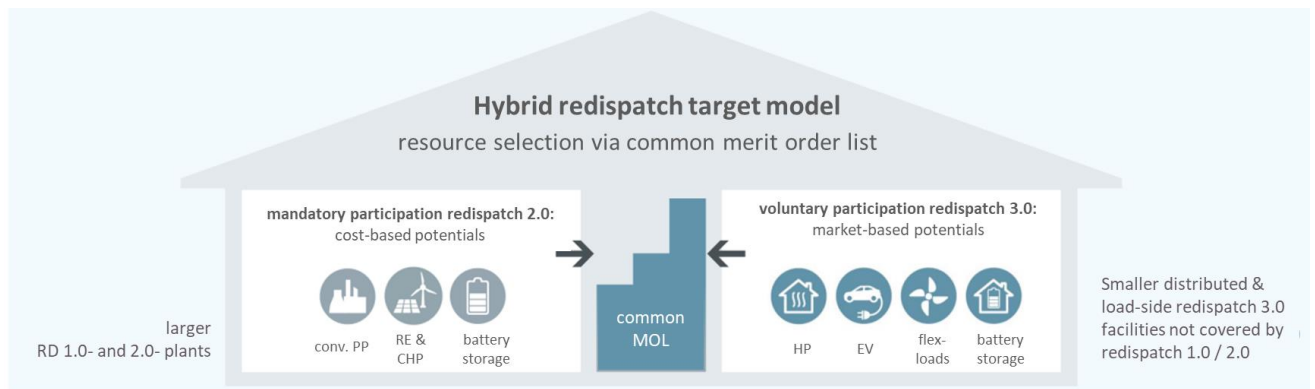 Hybrid redispatch target model
resource selection via common merit order list
mandatory participation redispatch 2.0:
cost-based potentials
conv. PP
RE &
CHP
battery
storage
larger
RD 1.0- and 2.0- plants
common
MOL
voluntary participation redispatch 3.0:
market-based potentials
HP
EV
flex-
loads
battery
storage
Smaller distributed &
load-side redispatch 3.0
facilities not covered by
redispatch 1.0 / 2.0